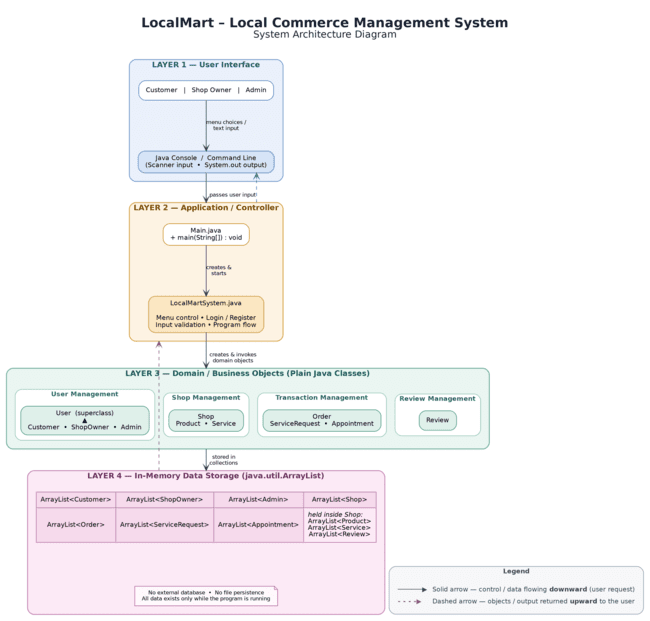 LocalMart – Local Commerce Management System
System Architecture Diagram
LAYER 1 — User Interface
Customer | Shop Owner | Admin
menu choices /
text input
Java Console / Command Line
(Scanner input • System.out output)
passes user input
LAYER 2 — Application / Controller
Main.java
+ main(String[]) : void
creates &
starts
LocalMartSystem.java
Menu control • Login / Register
Input validation • Program flow
creates & invokes
domain objects
LAYER 3 — Domain / Business Objects (Plain Java Classes)
User Management
User (superclass)
▲
Customer • ShopOwner • Admin
Shop Management
Shop
Product • Service
Transaction Management
Order
ServiceRequest • Appointment
Review Management
Review
stored in
collections
LAYER 4 — In-Memory Data Storage (java.util.ArrayList)
ArrayList<Customer>
ArrayList<ShopOwner>
ArrayList<Admin>
ArrayList<Shop>
ArrayList<Order>
ArrayList<ServiceRequest>
ArrayList<Appointment>
held inside Shop:
ArrayList<Product>
ArrayList<Service>
ArrayList<Review>
No external database • No file persistence
All data exists only while the program is running
Legend
Solid arrow — control / data flowing downward (user request)
Dashed arrow — objects / output returned upward to the user